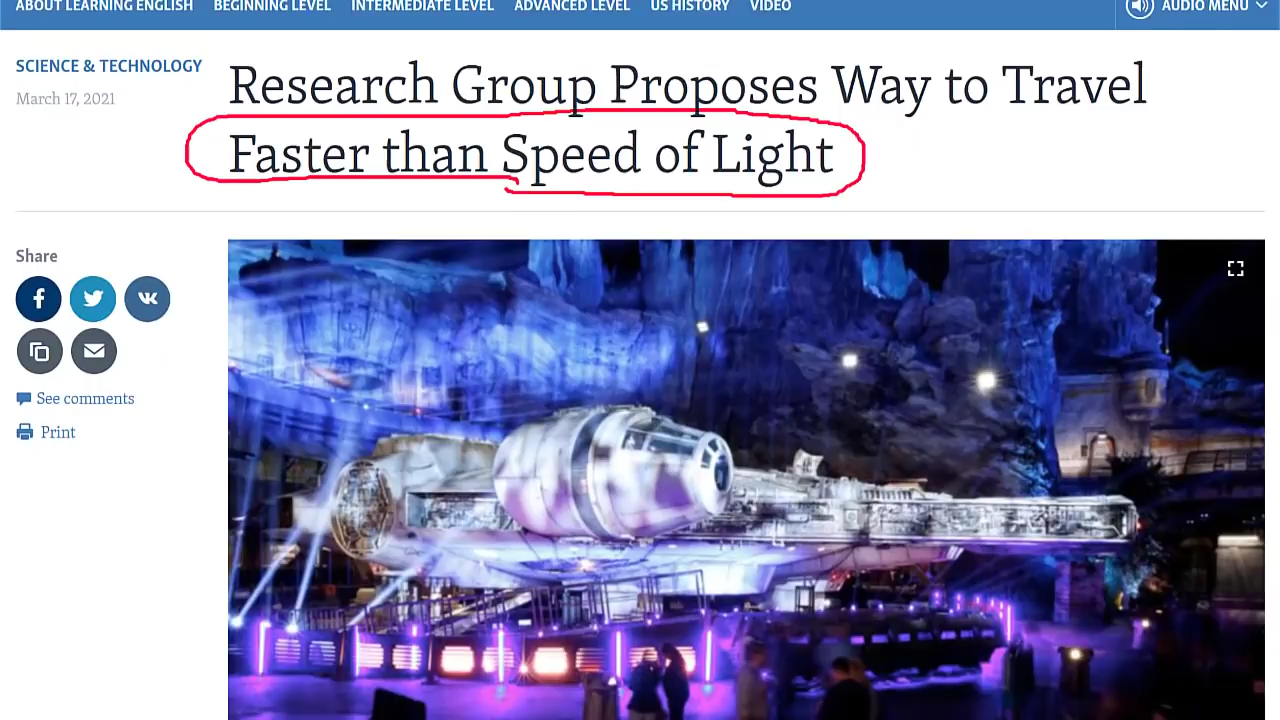 ABOUT LEARNING ENGLISH BEGINNING LEVEL INTERMEDIATE LEVEL ADVANCED LEVEL US HISTORY VIDEO AUDIO MENU
SCIENCE & TECHNOLOGY
March 17, 2021
Research Group Proposes Way to Travel
Faster than Speed of Light
Share
See comments
Print